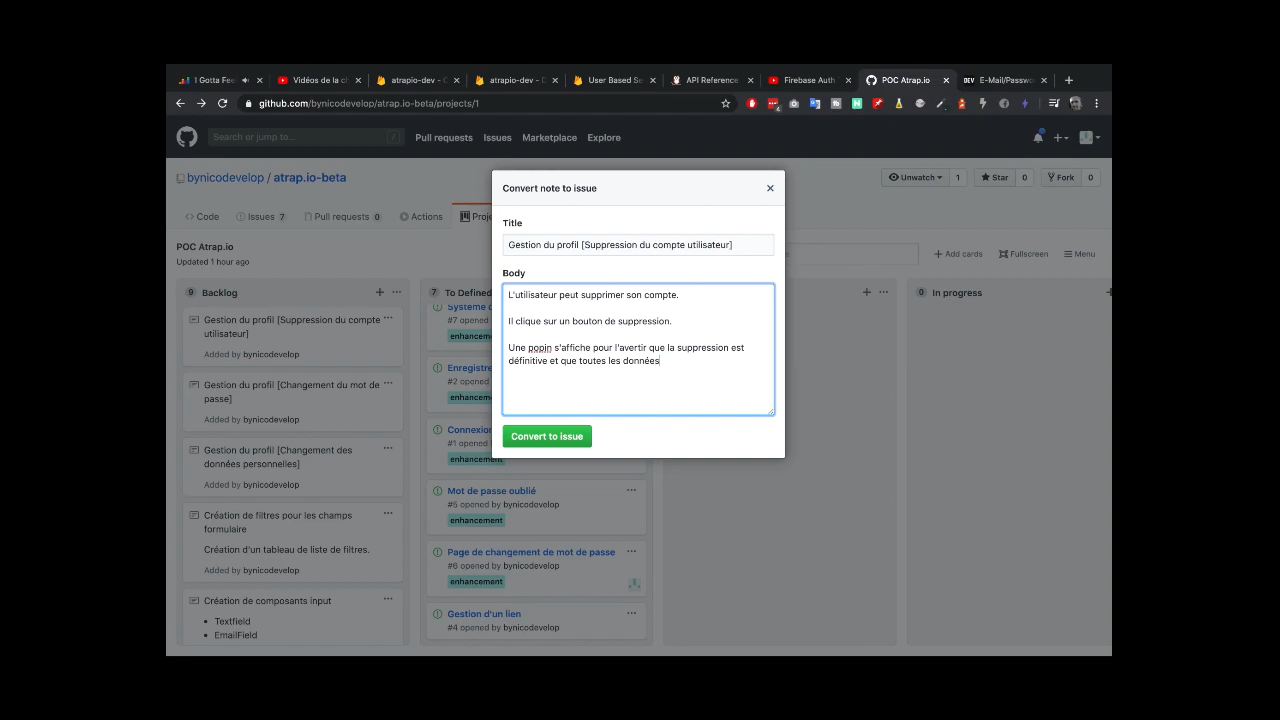 I Gotta Fee
Vidéos de la ch
atrapio-dev - C
atrapio-dev - D
User Based Se
API Reference
Firebase Auth
POC Atrap.io
DEV
E-Mail/Passwo
github.com/bynicodevelop/atrap.io-beta/projects/1
Search or jump to...
/
Pull requests
Issues
Marketplace
Explore
bynicodevelop / atrap.io-beta
Unwatch
1
Star
0
Fork
0
Code
Issues 7
Pull requests 0
Actions
Proje
POC Atrap.io
Updated 1 hour ago
Add cards
Fullscreen
Menu
9 Backlog
Gestion du profil [Suppression du compte
utilisateur]
Added by bynicodevelop
Gestion du profil [Changement du mot de
passe]
Added by bynicodevelop
Gestion du profil [Changement des
données personnelles]
Added by bynicodevelop
Création de filtres pour les champs
formulaire
Création d'un tableau de liste de filtres.
Added by bynicodevelop
Création de composants input
Textfield
EmailField
7 To Defined
Systeme d
#7 opened
enhancement
Enregistre
#2 opened
enhancement
Connexion
#1 opened
enhancement
Mot de passe oublié
#5 opened by bynicodevelop
enhancement
Page de changement de mot de passe
#6 opened by bynicodevelop
enhancement
Gestion d'un lien
#4 opened by bynicodevelop
0 In progress
Convert note to issue
Title
Gestion du profil [Suppression du compte utilisateur]
Body
L'utilisateur peut supprimer son compte.
Il clique sur un bouton de suppression.
Une popin s'affiche pour l'avertir que la suppression est
définitive et que toutes les données
Convert to issue